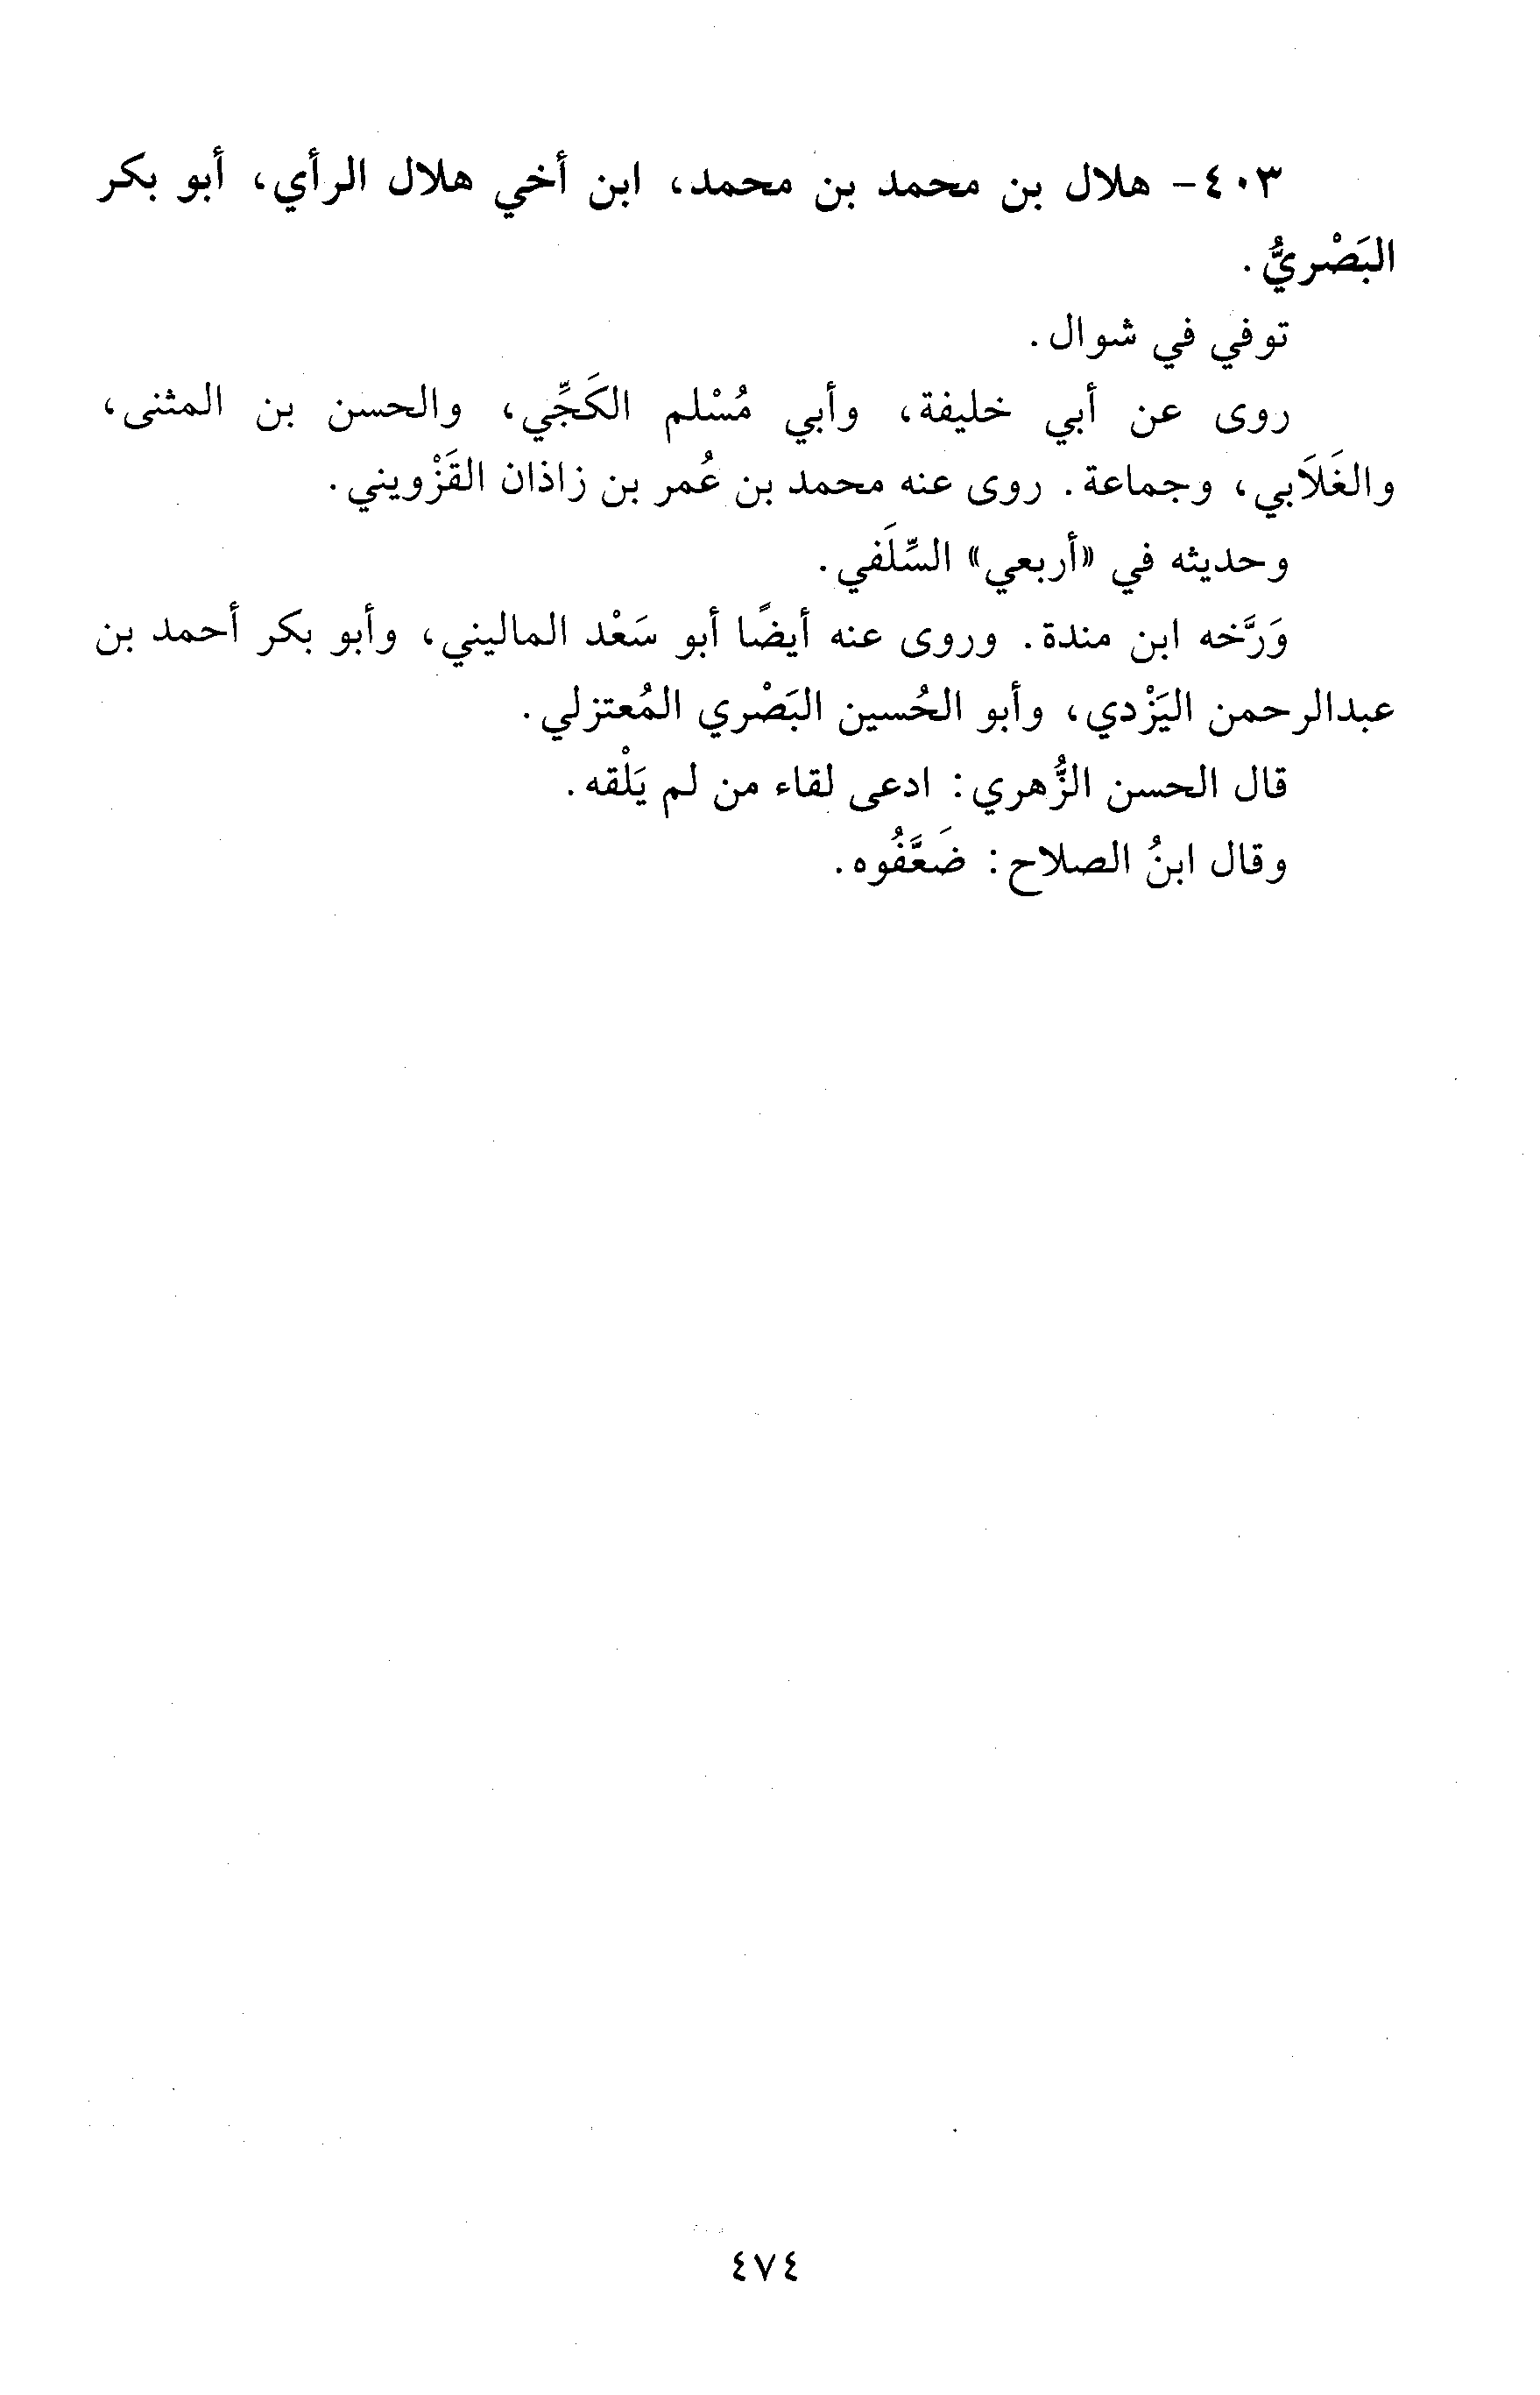 ٤٠٣- هلال بن محمد بن محمد، ابن أخي هلال الرأي، أبو بكر
البَصْريُّ.
توفي في شوال.
روى عن أبي خليفة، وأبي مُسْلم الكَجِّي، والحسن بن المثنى،
والغَلاَبي، وجماعة. روى عنه محمد بن عُمر بن زاذان القَزْويني.
وحديثه في «أربعي» السِّلَفي.
وَرَّخه ابن مندة. وروى عنه أيضًا أبو سَعْد الماليني، وأبو بكر أحمد بن
عبدالرحمن اليَزْدي، وأبو الحُسين البَصْري المُعتزلي.
قال الحسن الزُّهري: ادعى لقاء من لم يَلْقه.
وقال ابنُ الصلاح: ضَعَّفُوه.
٤٧٤